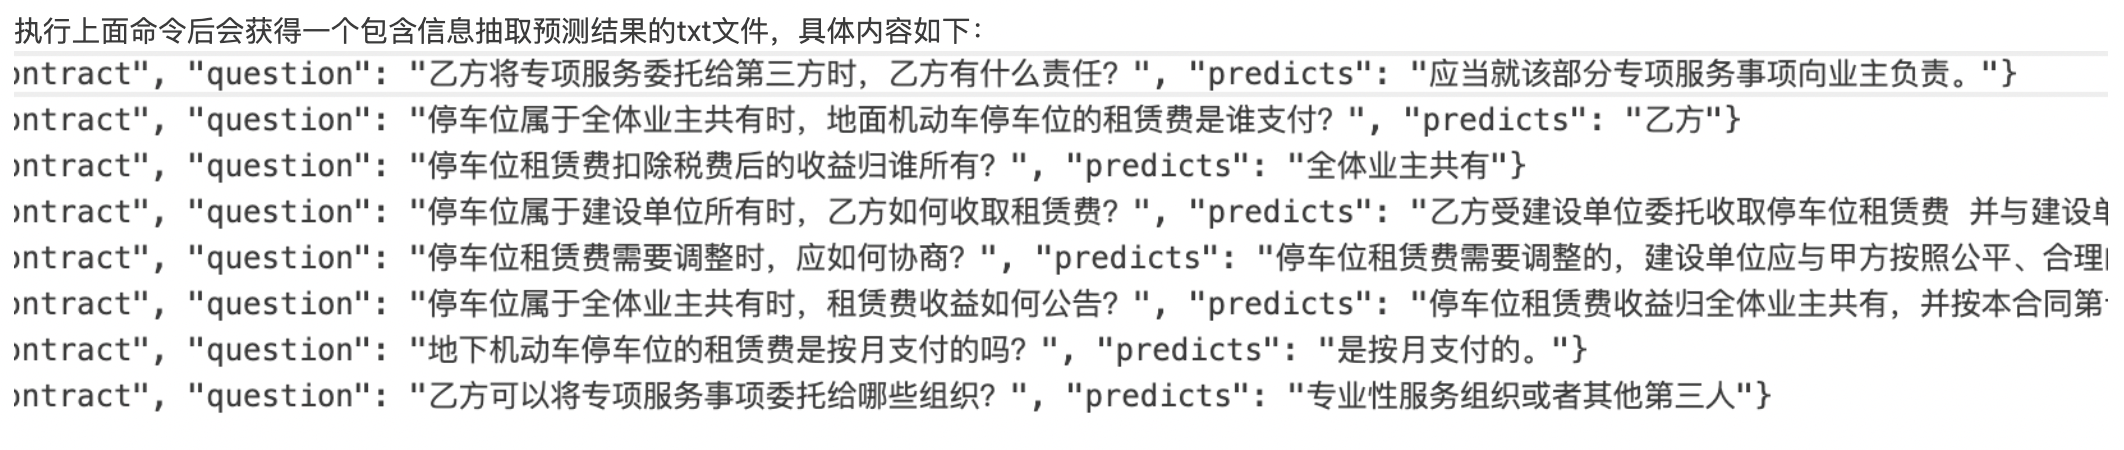 执行上面命令后会获得一个包含信息抽取预测结果的txt文件，具体内容如下：
ontract", "question": "乙方将专项服务委托给第三方时，乙方有什么责任？", "predicts": "应当就该部分专项服务事项向业主负责。"}
ontract", "question": "停车位属于全体业主共有时，地面机动车停车位的租赁费是谁支付？", "predicts": "乙方"}
ontract", "question": "停车位租赁费扣除税费后的收益归谁所有？", "predicts": "全体业主共有"}
ontract", "question": "停车位属于建设单位所有时，乙方如何收取租赁费？", "predicts": "乙方受建设单位委托收取停车位租赁费 并与建设单
ontract", "question": "停车位租赁费需要调整时，应如何协商？", "predicts": "停车位租赁费需要调整的，建设单位应与甲方按照公平、合理的
ontract", "question": "停车位属于全体业主共有时，租赁费收益如何公告？", "predicts": "停车位租赁费收益归全体业主共有，并按本合同第
ontract", "question": "地下机动车停车位的租赁费是按月支付的吗？", "predicts": "是按月支付的。"}
ontract", "question": "乙方可以将专项服务事项委托给哪些组织？", "predicts": "专业性服务组织或者其他第三人"}